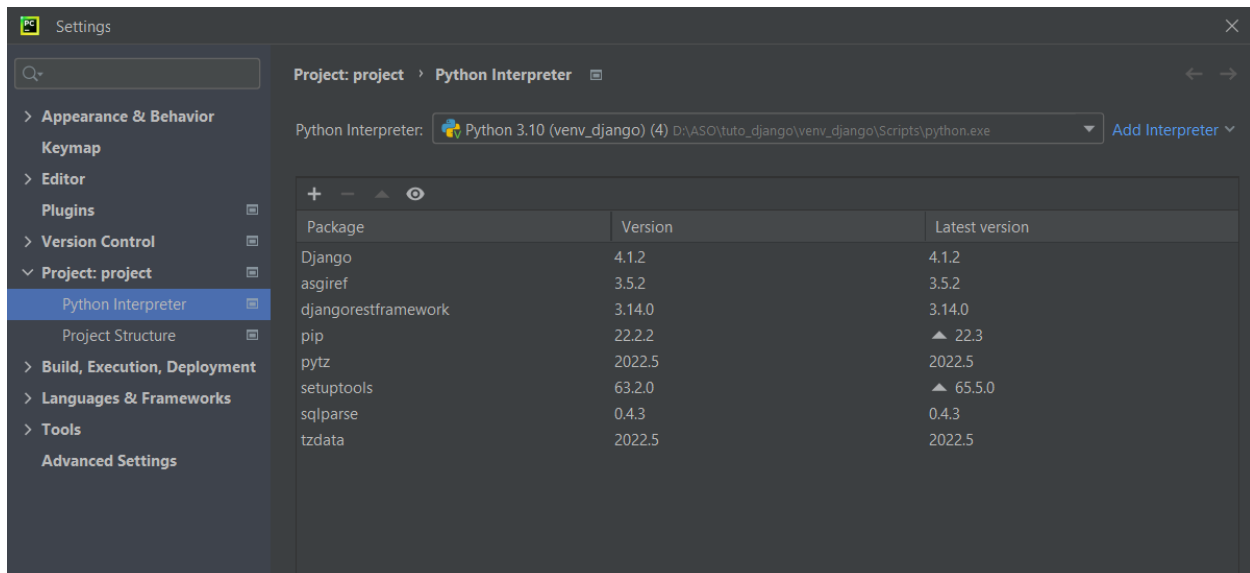 PC
Settings
Project: project › Python Interpreter
Python Interpreter: Python 3.10 (venv_django) (4) D:\ASO\tuto_django\venv_django\Scripts\python.exe Add Interpreter
Appearance & Behavior
Keymap
Editor
Plugins
Version Control
Project: project
Python Interpreter
Project Structure
Build, Execution, Deployment
Languages & Frameworks
Tools
Advanced Settings
Package Version Latest version
Django 4.1.2 4.1.2
asgiref 3.5.2 3.5.2
djangorestframework 3.14.0 3.14.0
pip 22.2.2 22.3
pytz 2022.5 2022.5
setuptools 63.2.0 65.5.0
sqlparse 0.4.3 0.4.3
tzdata 2022.5 2022.5